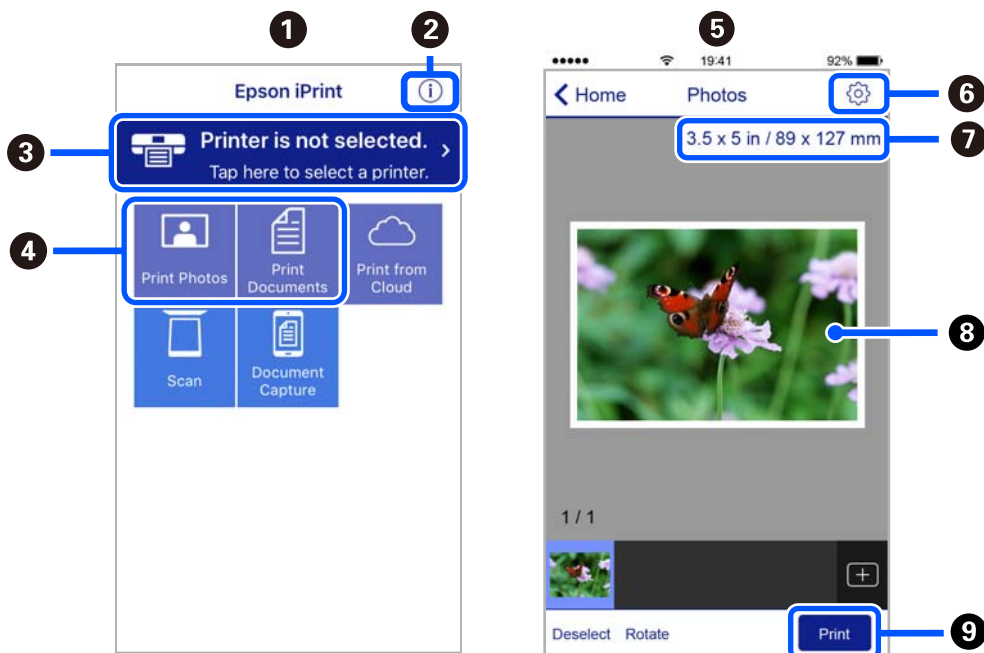 1
2
Epson iPrint
3
Printer is not selected.
Tap here to select a printer.
4
Print Photos
Print
Documents
Print from
Cloud
Scan
Document
Capture
5
19:41
92%
Home
Photos
6
3.5 x 5 in / 89 x 127 mm
7
8
1 / 1
Deselect
Rotate
Print
9